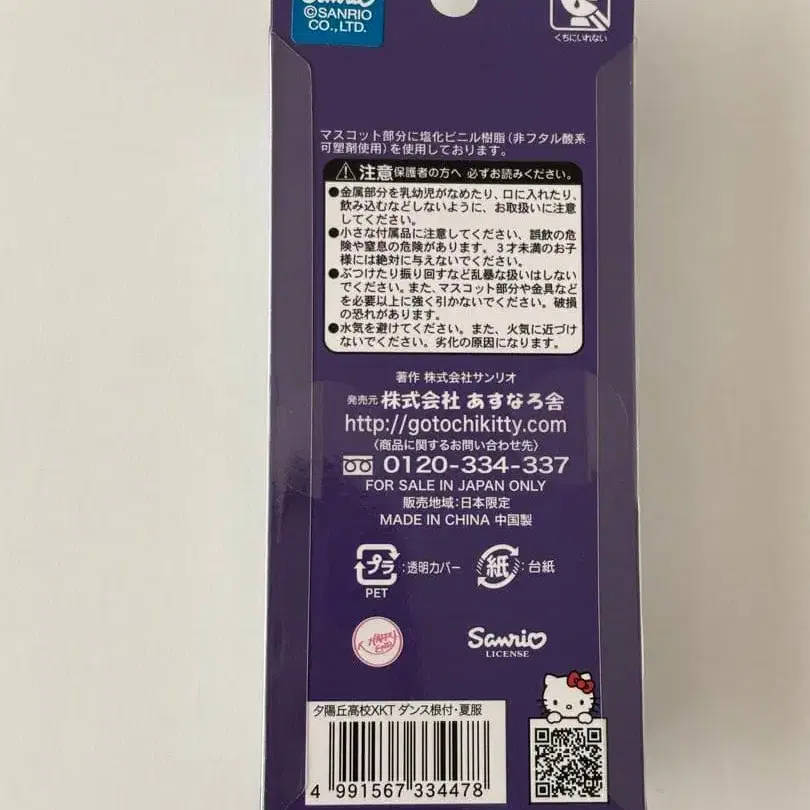 Sanrio
©SANRIO
CO.,LTD.
くちにいれない
マスコット部分に塩化ビニル樹脂(非フタル酸系
可塑剤使用)を使用しております。
注意 保護者の方へ 必ずお読みください。
●金属部分を乳幼児がなめたり、口に入れたり、
飲み込むなどしないように、お取扱いに注意
してください。
●小さな付属品に注意してください、誤飲の危
険や窒息の危険があります。3才未満のお子
様には絶対に与えないでください。
●ぶつけたり振り回すなど乱暴な扱いはしない
でください。また、マスコット部分や金具など
を必要以上に強く引かないでください。破損
の恐れがあります。
●水気を避けてください。また、火気に近づけ
ないでください。劣化の原因になります。
著作 株式会社サンリオ
発売元 株式会社 あすなろ舎
http://gotochikitty.com
〈商品に関するお問い合わせ先〉
0120-334-337
FOR SALE IN JAPAN ONLY
販売地域:日本限定
MADE IN CHINA 中国製
プラ :透明カバー 紙 :台紙
PET
HAPPY
END
Sanrio
LICENSE
夕陽丘高校XKT ダンス根付・夏服
4 991567 334478